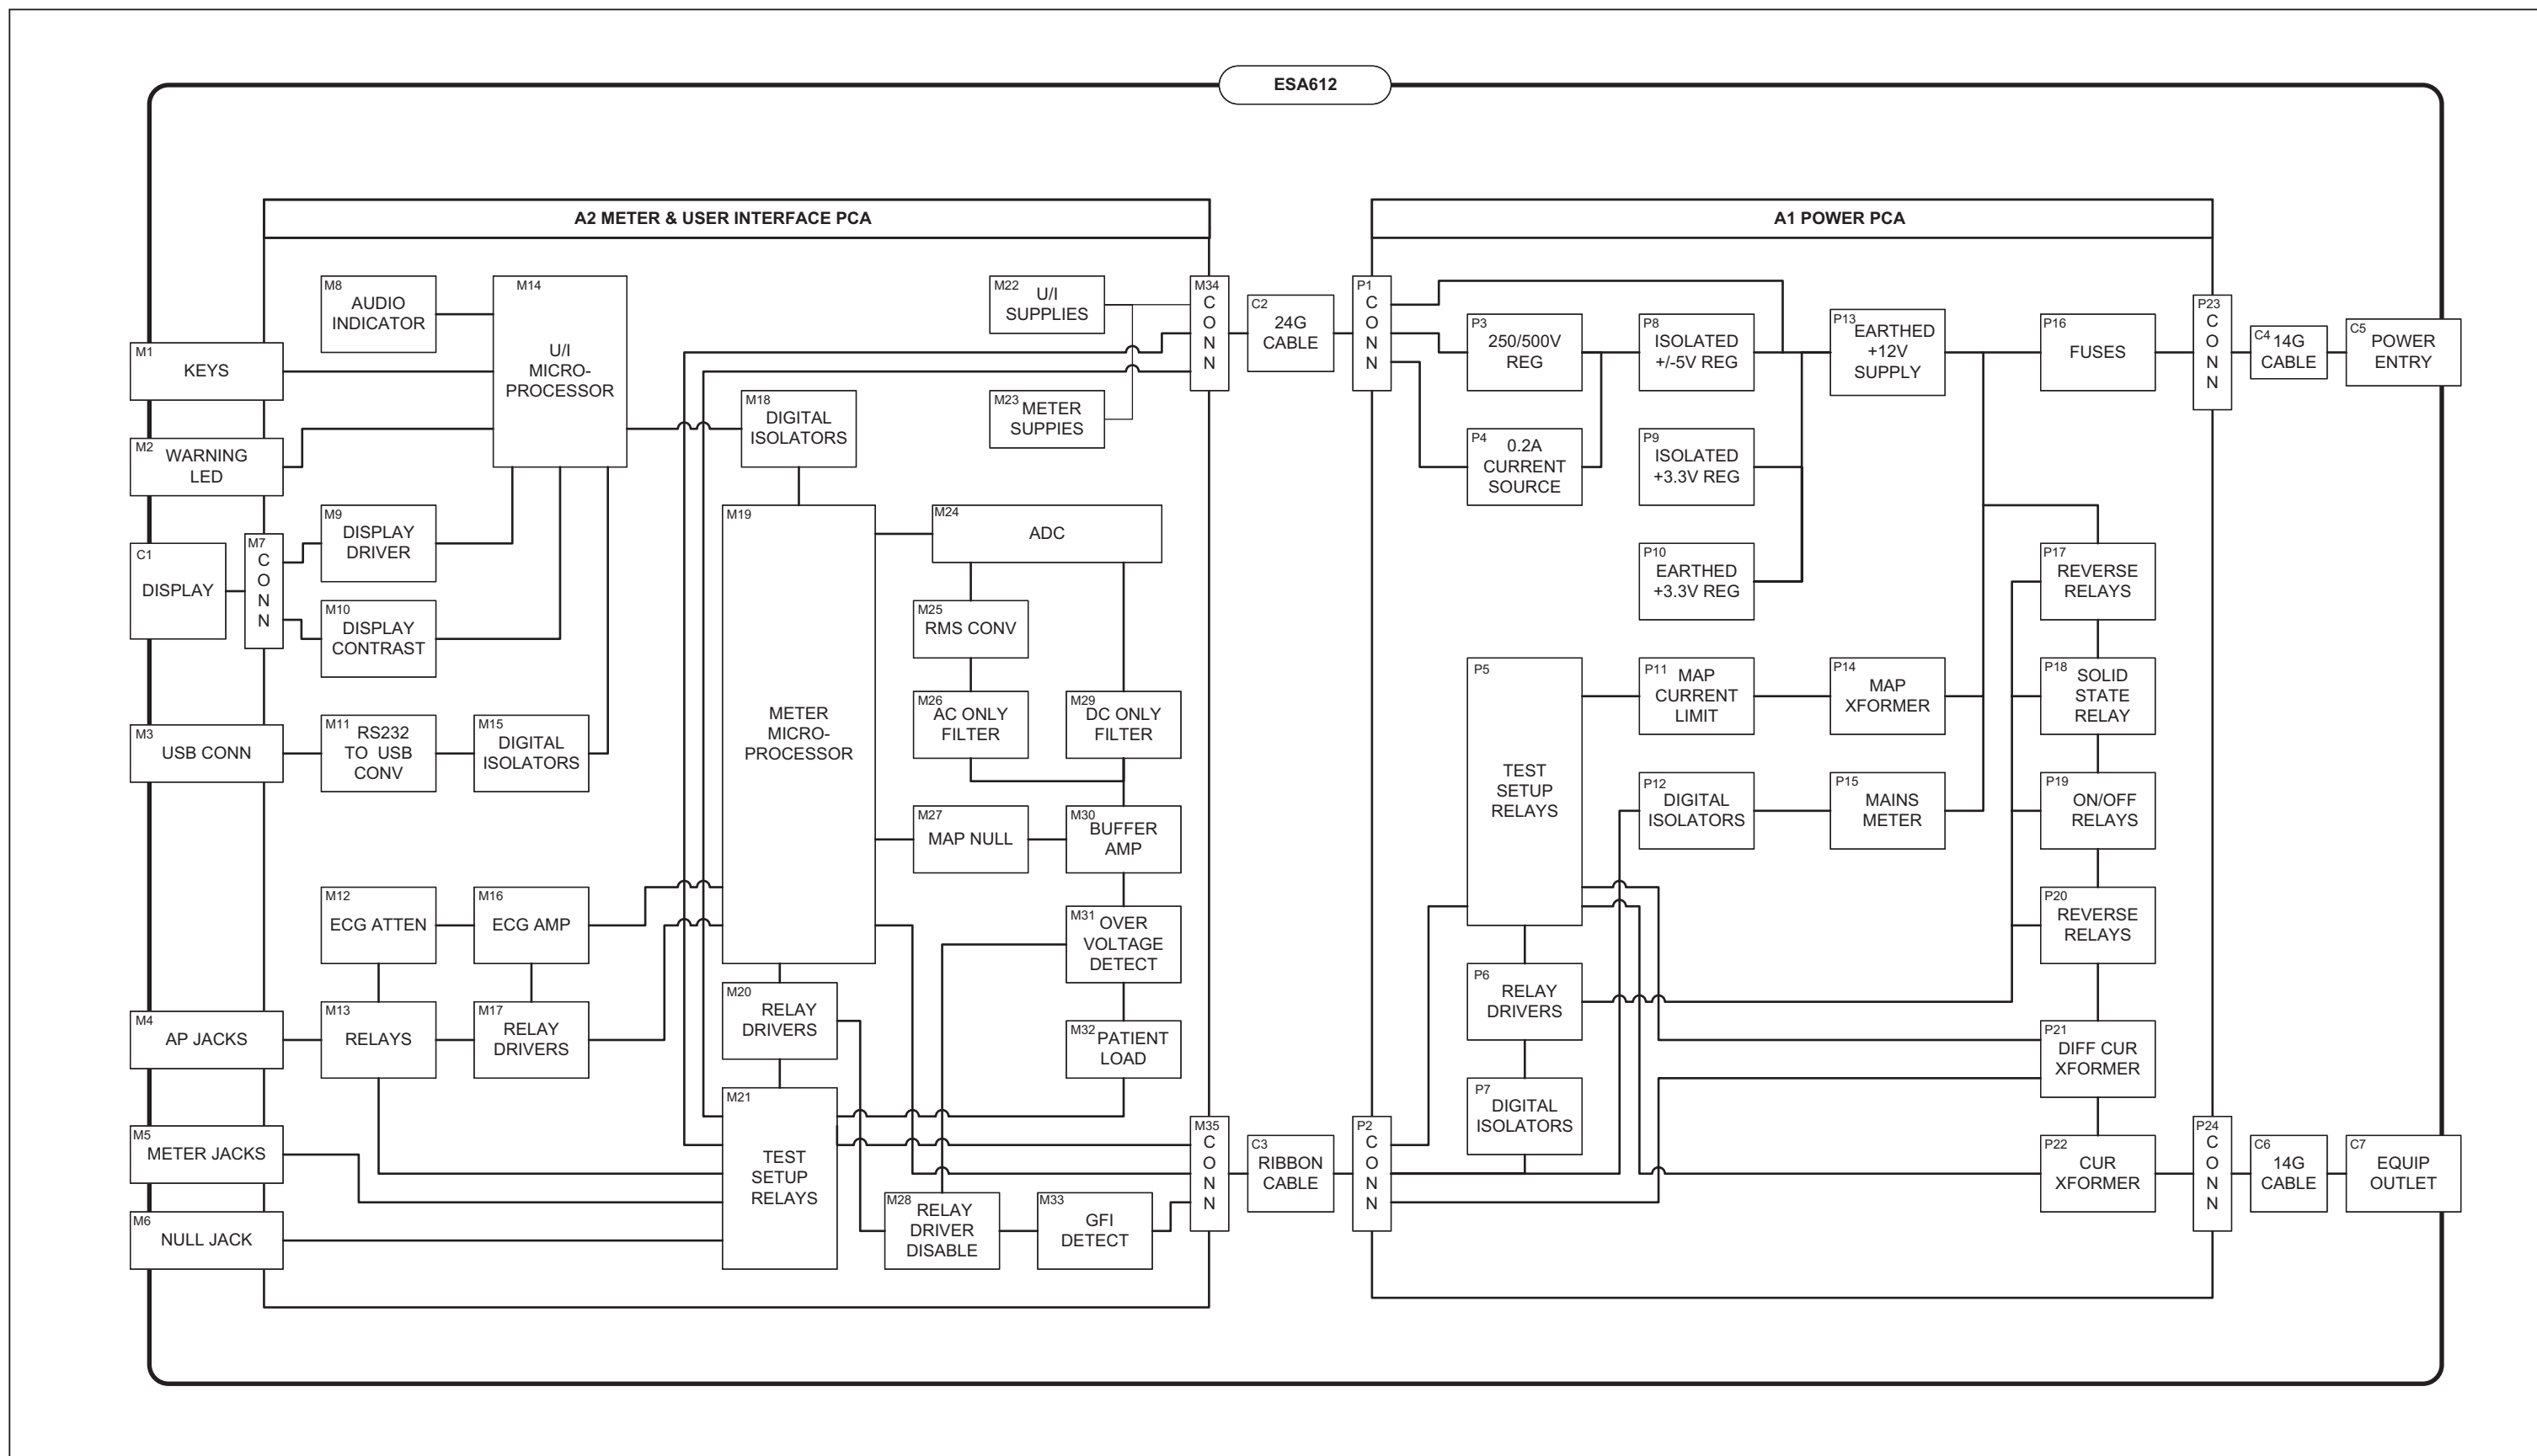 ESA612
A2 METER & USER INTERFACE PCA
A1 POWER PCA
M1
KEYS
M2
WARNING
LED
C1
DISPLAY
M7
C
O
N
N
M3
USB CONN
M4
AP JACKS
M5
METER JACKS
M6
NULL JACK
M8
AUDIO
INDICATOR
M9
DISPLAY
DRIVER
M10
DISPLAY
CONTRAST
M11
RS232
TO USB
CONV
M12
ECG ATTEN
M13
RELAYS
M14
U/I
MICRO-
PROCESSOR
M15
DIGITAL
ISOLATORS
M16
ECG AMP
M17
RELAY
DRIVERS
M18
DIGITAL
ISOLATORS
M19
METER
MICRO-
PROCESSOR
M20
RELAY
DRIVERS
M21
TEST
SETUP
RELAYS
M22
U/I
SUPPLIES
M23
METER
SUPPIES
M24
ADC
M25
RMS CONV
M26
AC ONLY
FILTER
M27
MAP NULL
M28
RELAY
DRIVER
DISABLE
M29
DC ONLY
FILTER
M30
BUFFER
AMP
M31
OVER
VOLTAGE
DETECT
M32
PATIENT
LOAD
M33
GFI
DETECT
M34
C
O
N
N
M35
C
O
N
N
C2
24G
CABLE
C3
RIBBON
CABLE
P1
C
O
N
N
P2
C
O
N
N
P3
250/500V
REG
P4
0.2A
CURRENT
SOURCE
P5
TEST
SETUP
RELAYS
P6
RELAY
DRIVERS
P7
DIGITAL
ISOLATORS
P8
ISOLATED
+/-5V REG
P9
ISOLATED
+3.3V REG
P10
EARTHED
+3.3V REG
P11
MAP
CURRENT
LIMIT
P12
DIGITAL
ISOLATORS
P13
EARTHED
+12V
SUPPLY
P14
MAP
XFORMER
P15
MAINS
METER
P16
FUSES
P17
REVERSE
RELAYS
P18
SOLID
STATE
RELAY
P19
ON/OFF
RELAYS
P20
REVERSE
RELAYS
P21
DIFF CUR
XFORMER
P22
CUR
XFORMER
P23
C
O
N
N
P24
C
O
N
N
C4
14G
CABLE
C5
POWER
ENTRY
C6
14G
CABLE
C7
EQUIP
OUTLET